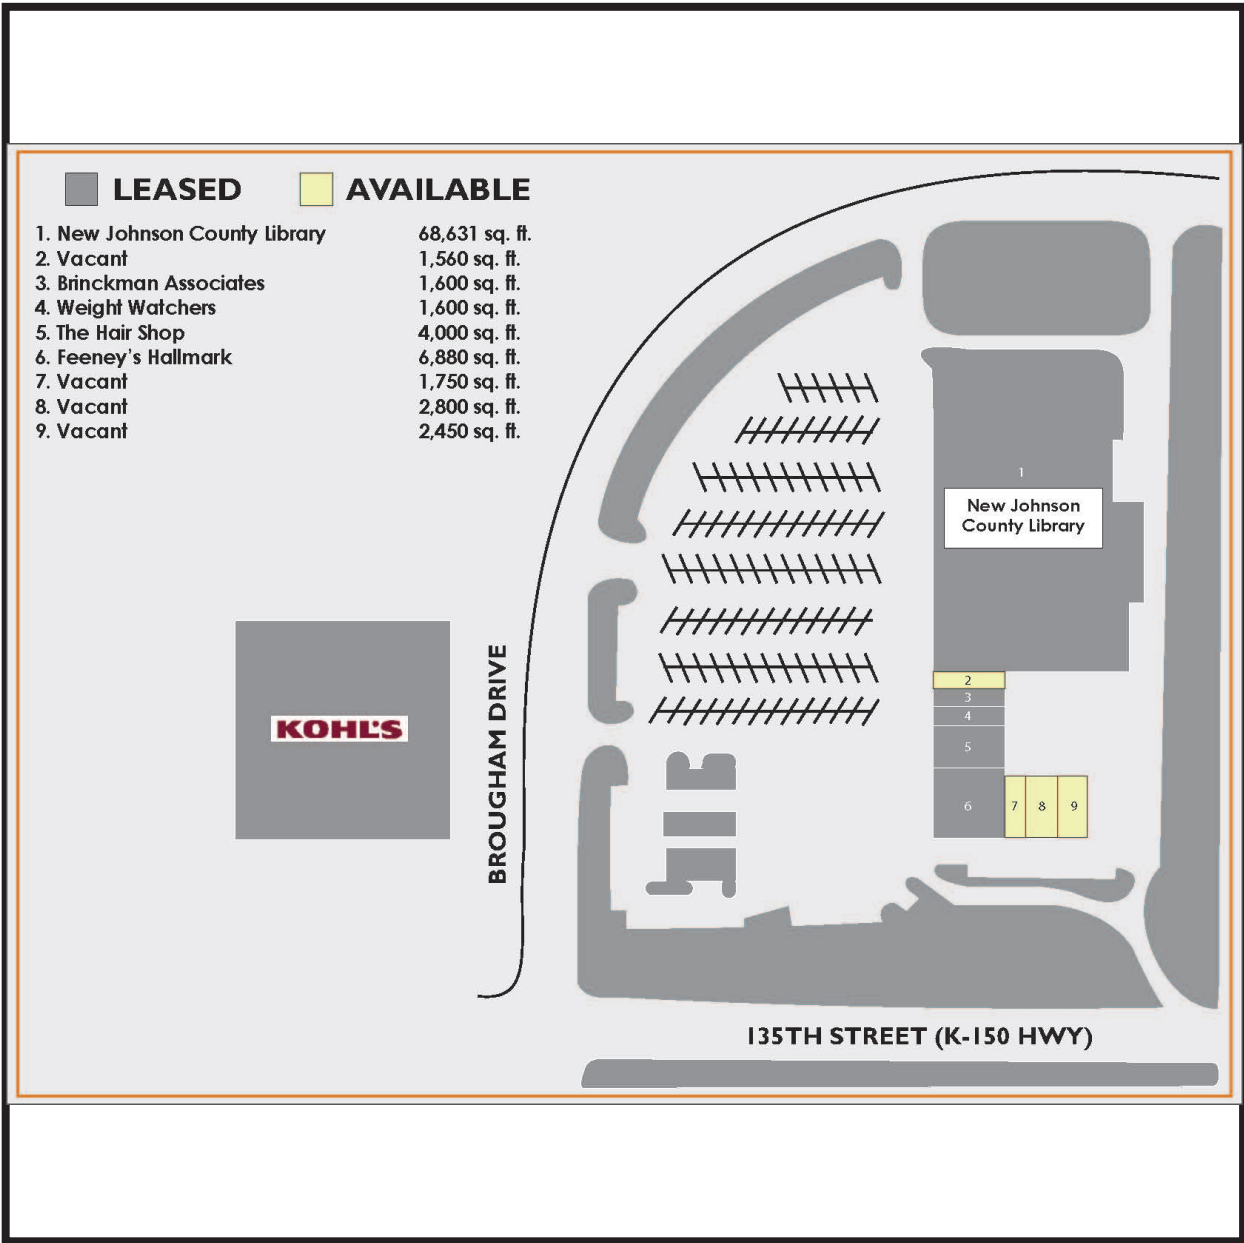 LEASED AVAILABLE
1. New Johnson County Library 68,631 sq. ft.
2. Vacant 1,560 sq. ft.
3. Brinckman Associates 1,600 sq. ft.
4. Weight Watchers 1,600 sq. ft.
5. The Hair Shop 4,000 sq. ft.
6. Feeney's Hallmark 6,880 sq. ft.
7. Vacant 1,750 sq. ft.
8. Vacant 2,800 sq. ft.
9. Vacant 2,450 sq. ft.
1
New Johnson
County Library
KOHL'S
BROUGHAM DRIVE
2
3
4
5
6 7 8 9
135TH STREET (K-150 HWY)